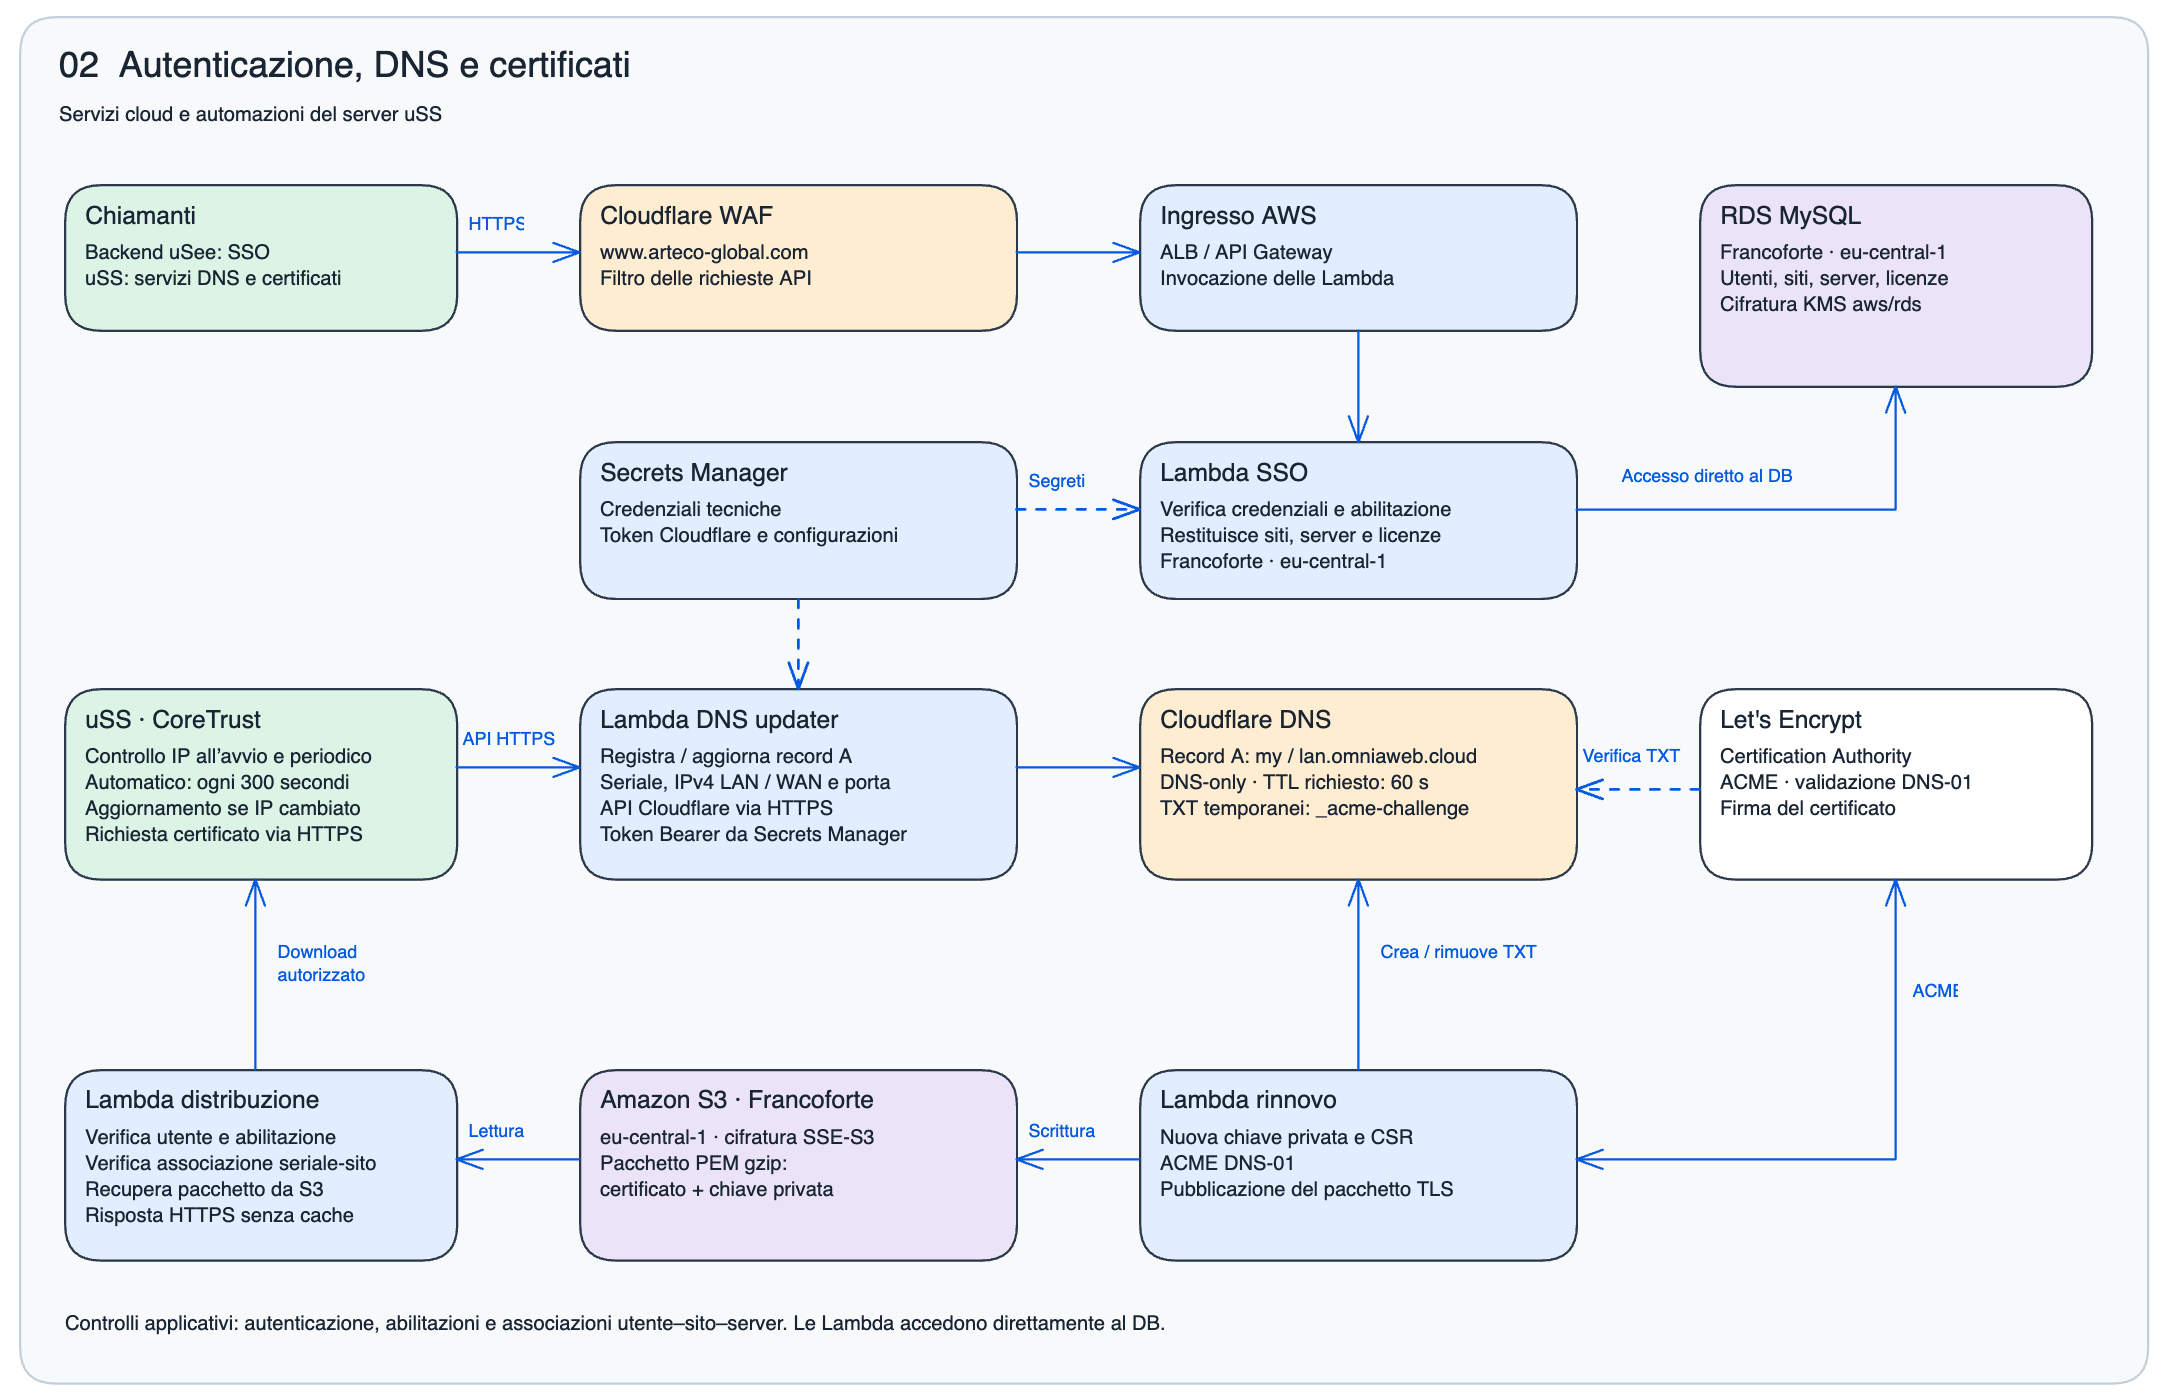 02 Autenticazione, DNS e certificati
Servizi cloud e automazioni del server uSS
Chiamanti
Backend uSee: SSO
uSS: servizi DNS e certificati
HTTPS
Cloudflare WAF
www.arteco-global.com
Filtro delle richieste API
Ingresso AWS
ALB / API Gateway
Invocazione delle Lambda
RDS MySQL
Francoforte · eu-central-1
Utenti, siti, server, licenze
Cifratura KMS aws/rds
Secrets Manager
Credenziali tecniche
Token Cloudflare e configurazioni
Segreti
Lambda SSO
Verifica credenziali e abilitazione
Restituisce siti, server e licenze
Francoforte · eu-central-1
Accesso diretto al DB
uSS · CoreTrust
Controllo IP all’avvio e periodico
Automatico: ogni 300 secondi
Aggiornamento se IP cambiato
Richiesta certificato via HTTPS
API HTTPS
Lambda DNS updater
Registra / aggiorna record A
Seriale, IPv4 LAN / WAN e porta
API Cloudflare via HTTPS
Token Bearer da Secrets Manager
Cloudflare DNS
Record A: my / lan.omniaweb.cloud
DNS-only · TTL richiesto: 60 s
TXT temporanei: _acme-challenge
Verifica TXT
Let's Encrypt
Certification Authority
ACME · validazione DNS-01
Firma del certificato
Download
autorizzato
Crea / rimuove TXT
ACME
Lambda distribuzione
Verifica utente e abilitazione
Verifica associazione seriale-sito
Recupera pacchetto da S3
Risposta HTTPS senza cache
Lettura
Amazon S3 · Francoforte
eu-central-1 · cifratura SSE-S3
Pacchetto PEM gzip:
certificato + chiave privata
Scrittura
Lambda rinnovo
Nuova chiave privata e CSR
ACME DNS-01
Pubblicazione del pacchetto TLS
Controlli applicativi: autenticazione, abilitazioni e associazioni utente–sito–server. Le Lambda accedono direttamente al DB.